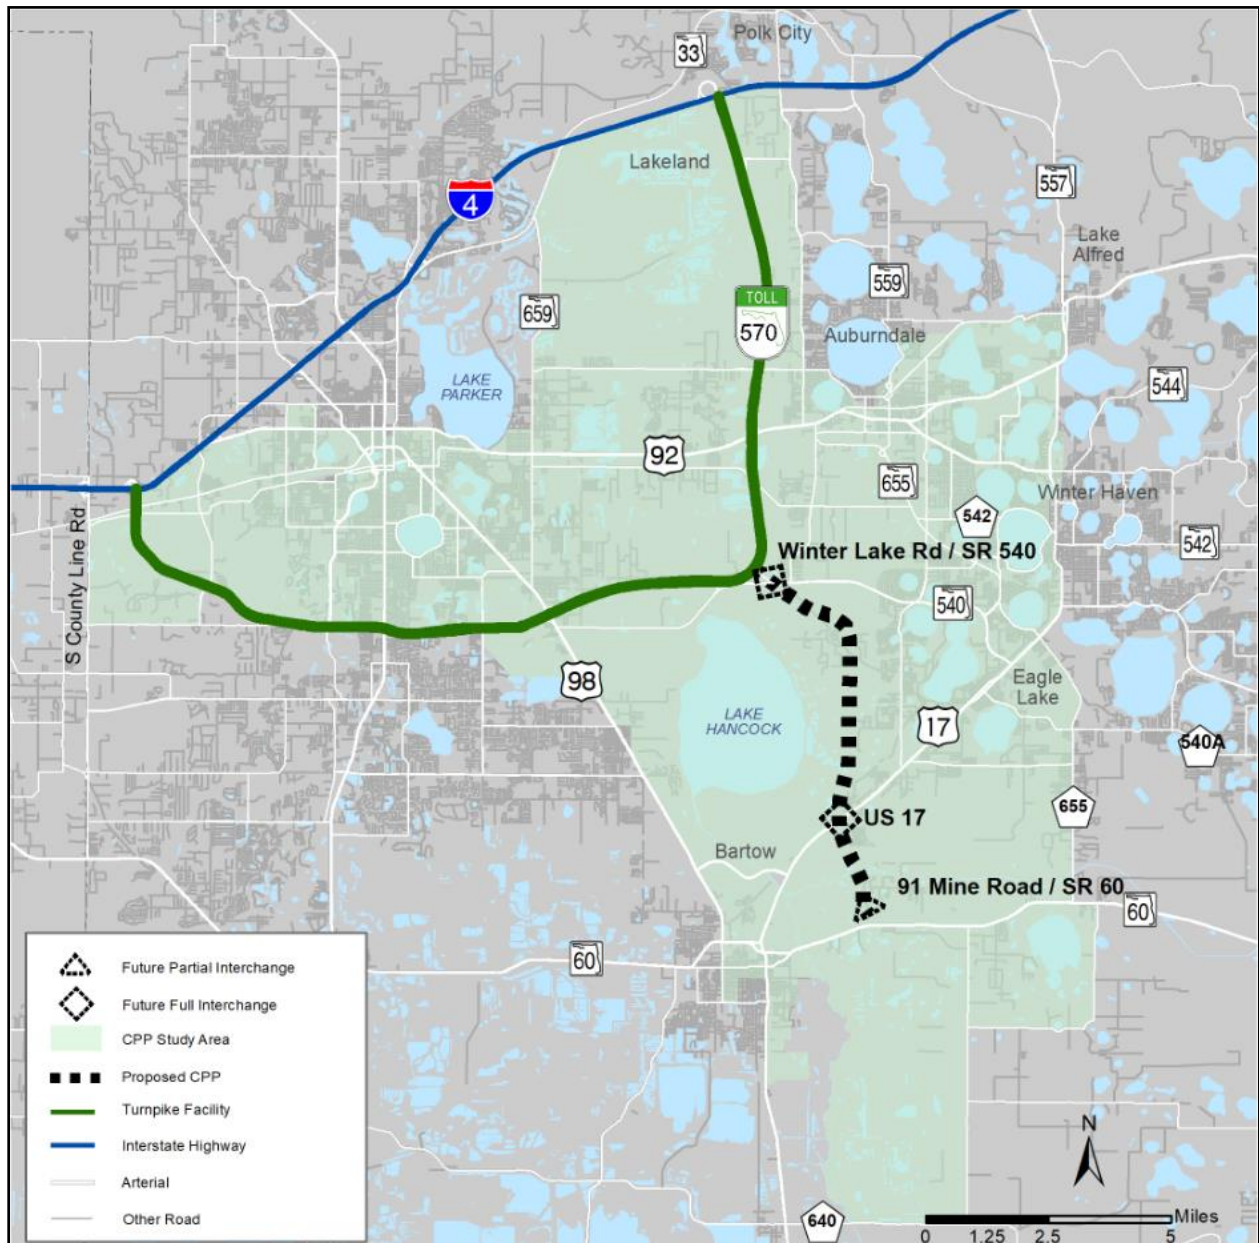 Polk City
33
Lakeland
4
557
Lake
Alfred
659
559
TOLL
570
Auburndale
LAKE
PARKER
544
92
655
Winter Haven
542
542
S County Line Rd
Winter Lake Rd / SR 540
540
98
Eagle
Lake
LAKE
HANCOCK
17
540A
655
US 17
Bartow
91 Mine Road / SR 60
60
60
Future Partial Interchange
Future Full Interchange
CPP Study Area
Proposed CPP
Turnpike Facility
Interstate Highway
Arterial
Other Road
N
640
Miles
0 1.25 2.5 5